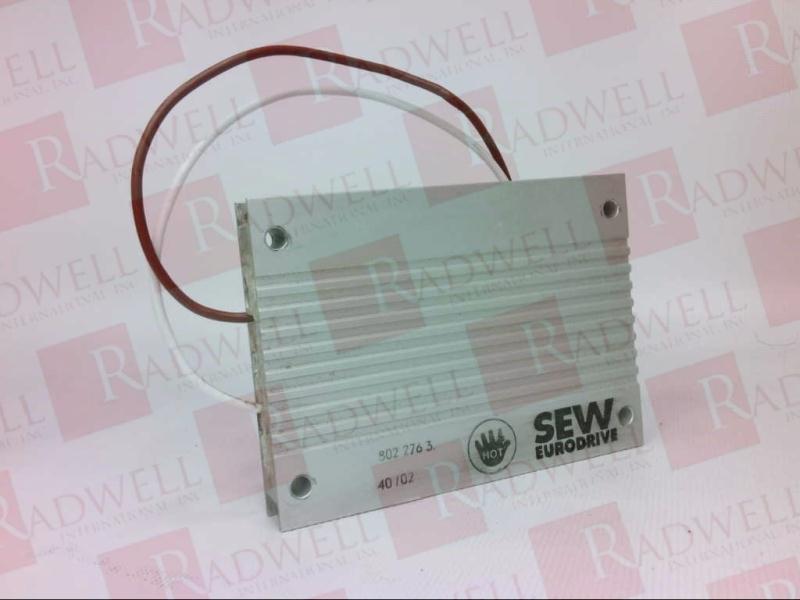 RADWELL
INTERNATIONAL, INC
802 276 3.
40/02
HOT
SEW
EURODRIVE